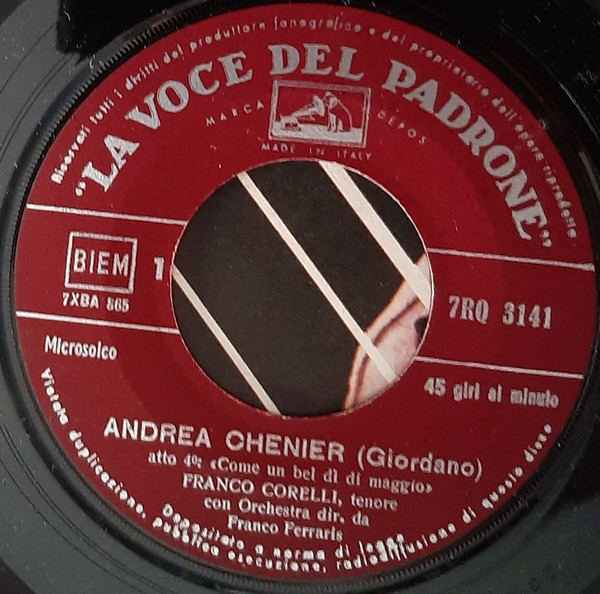 Riservati tutti i diritti del produttore fonografico e del proprietario dell'opera riprodotta
"LA VOCE DEL PADRONE"
MARCA DEPOS
MADE IN ITALY
BIEM
1
7XBA 865
7RQ 3141
Microsolco
45 giri al minuto
ANDREA CHENIER (Giordano)
atto 4º: «Come un bel dì di maggio»
FRANCO CORELLI, tenore
con Orchestra dir. da
Franco Ferraris
Depositato a norma di legge
Vietata duplicazione, pubblica esecuzione, radiodiffusione di questo disco